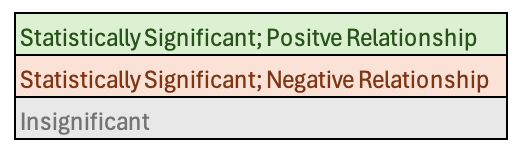 Statistically Significant; Positve Relationship
Statistically Significant; Negative Relationship
Insignificant